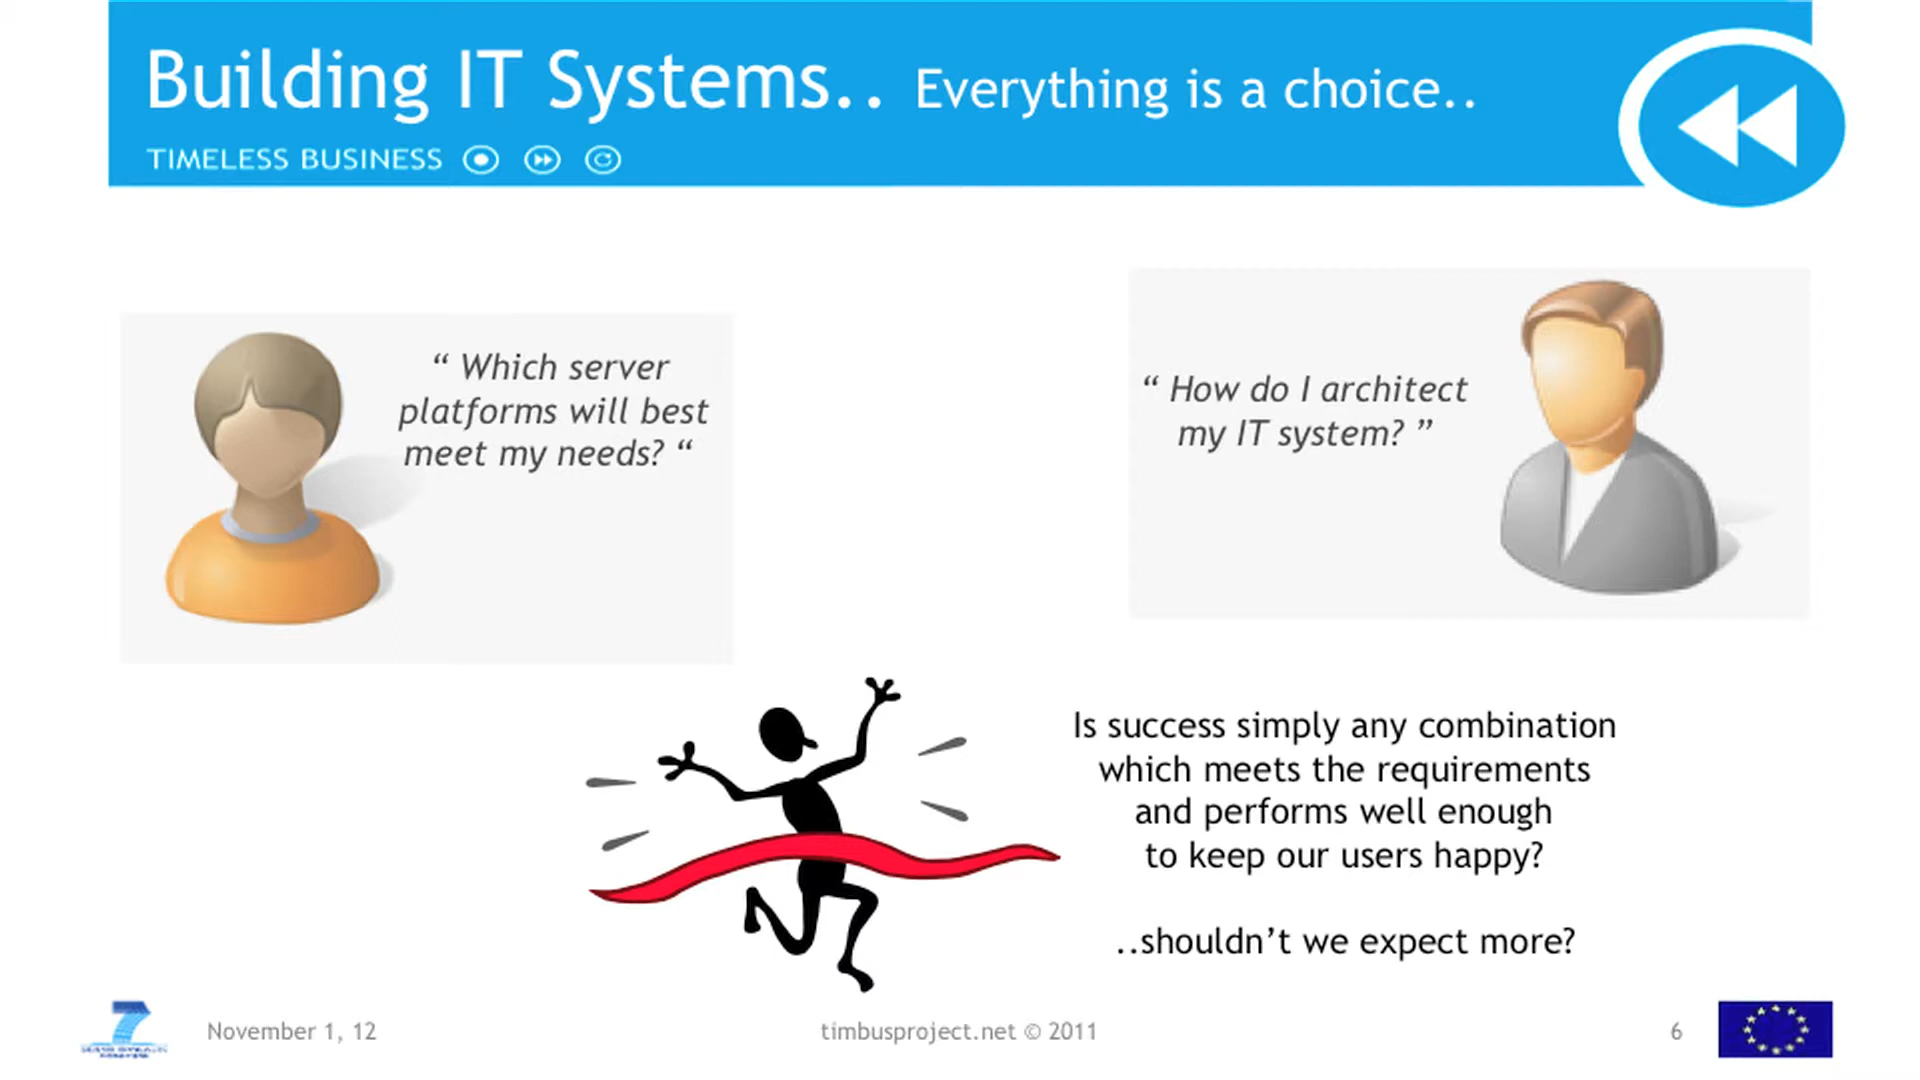 Building IT Systems.. Everything is a choice..
TIMELESS BUSINESS
“ Which server
platforms will best
meet my needs? “
“ How do I architect
my IT system? ”
Is success simply any combination
which meets the requirements
and performs well enough
to keep our users happy?
..shouldn’t we expect more?
November 1, 12
timbusproject.net © 2011
6